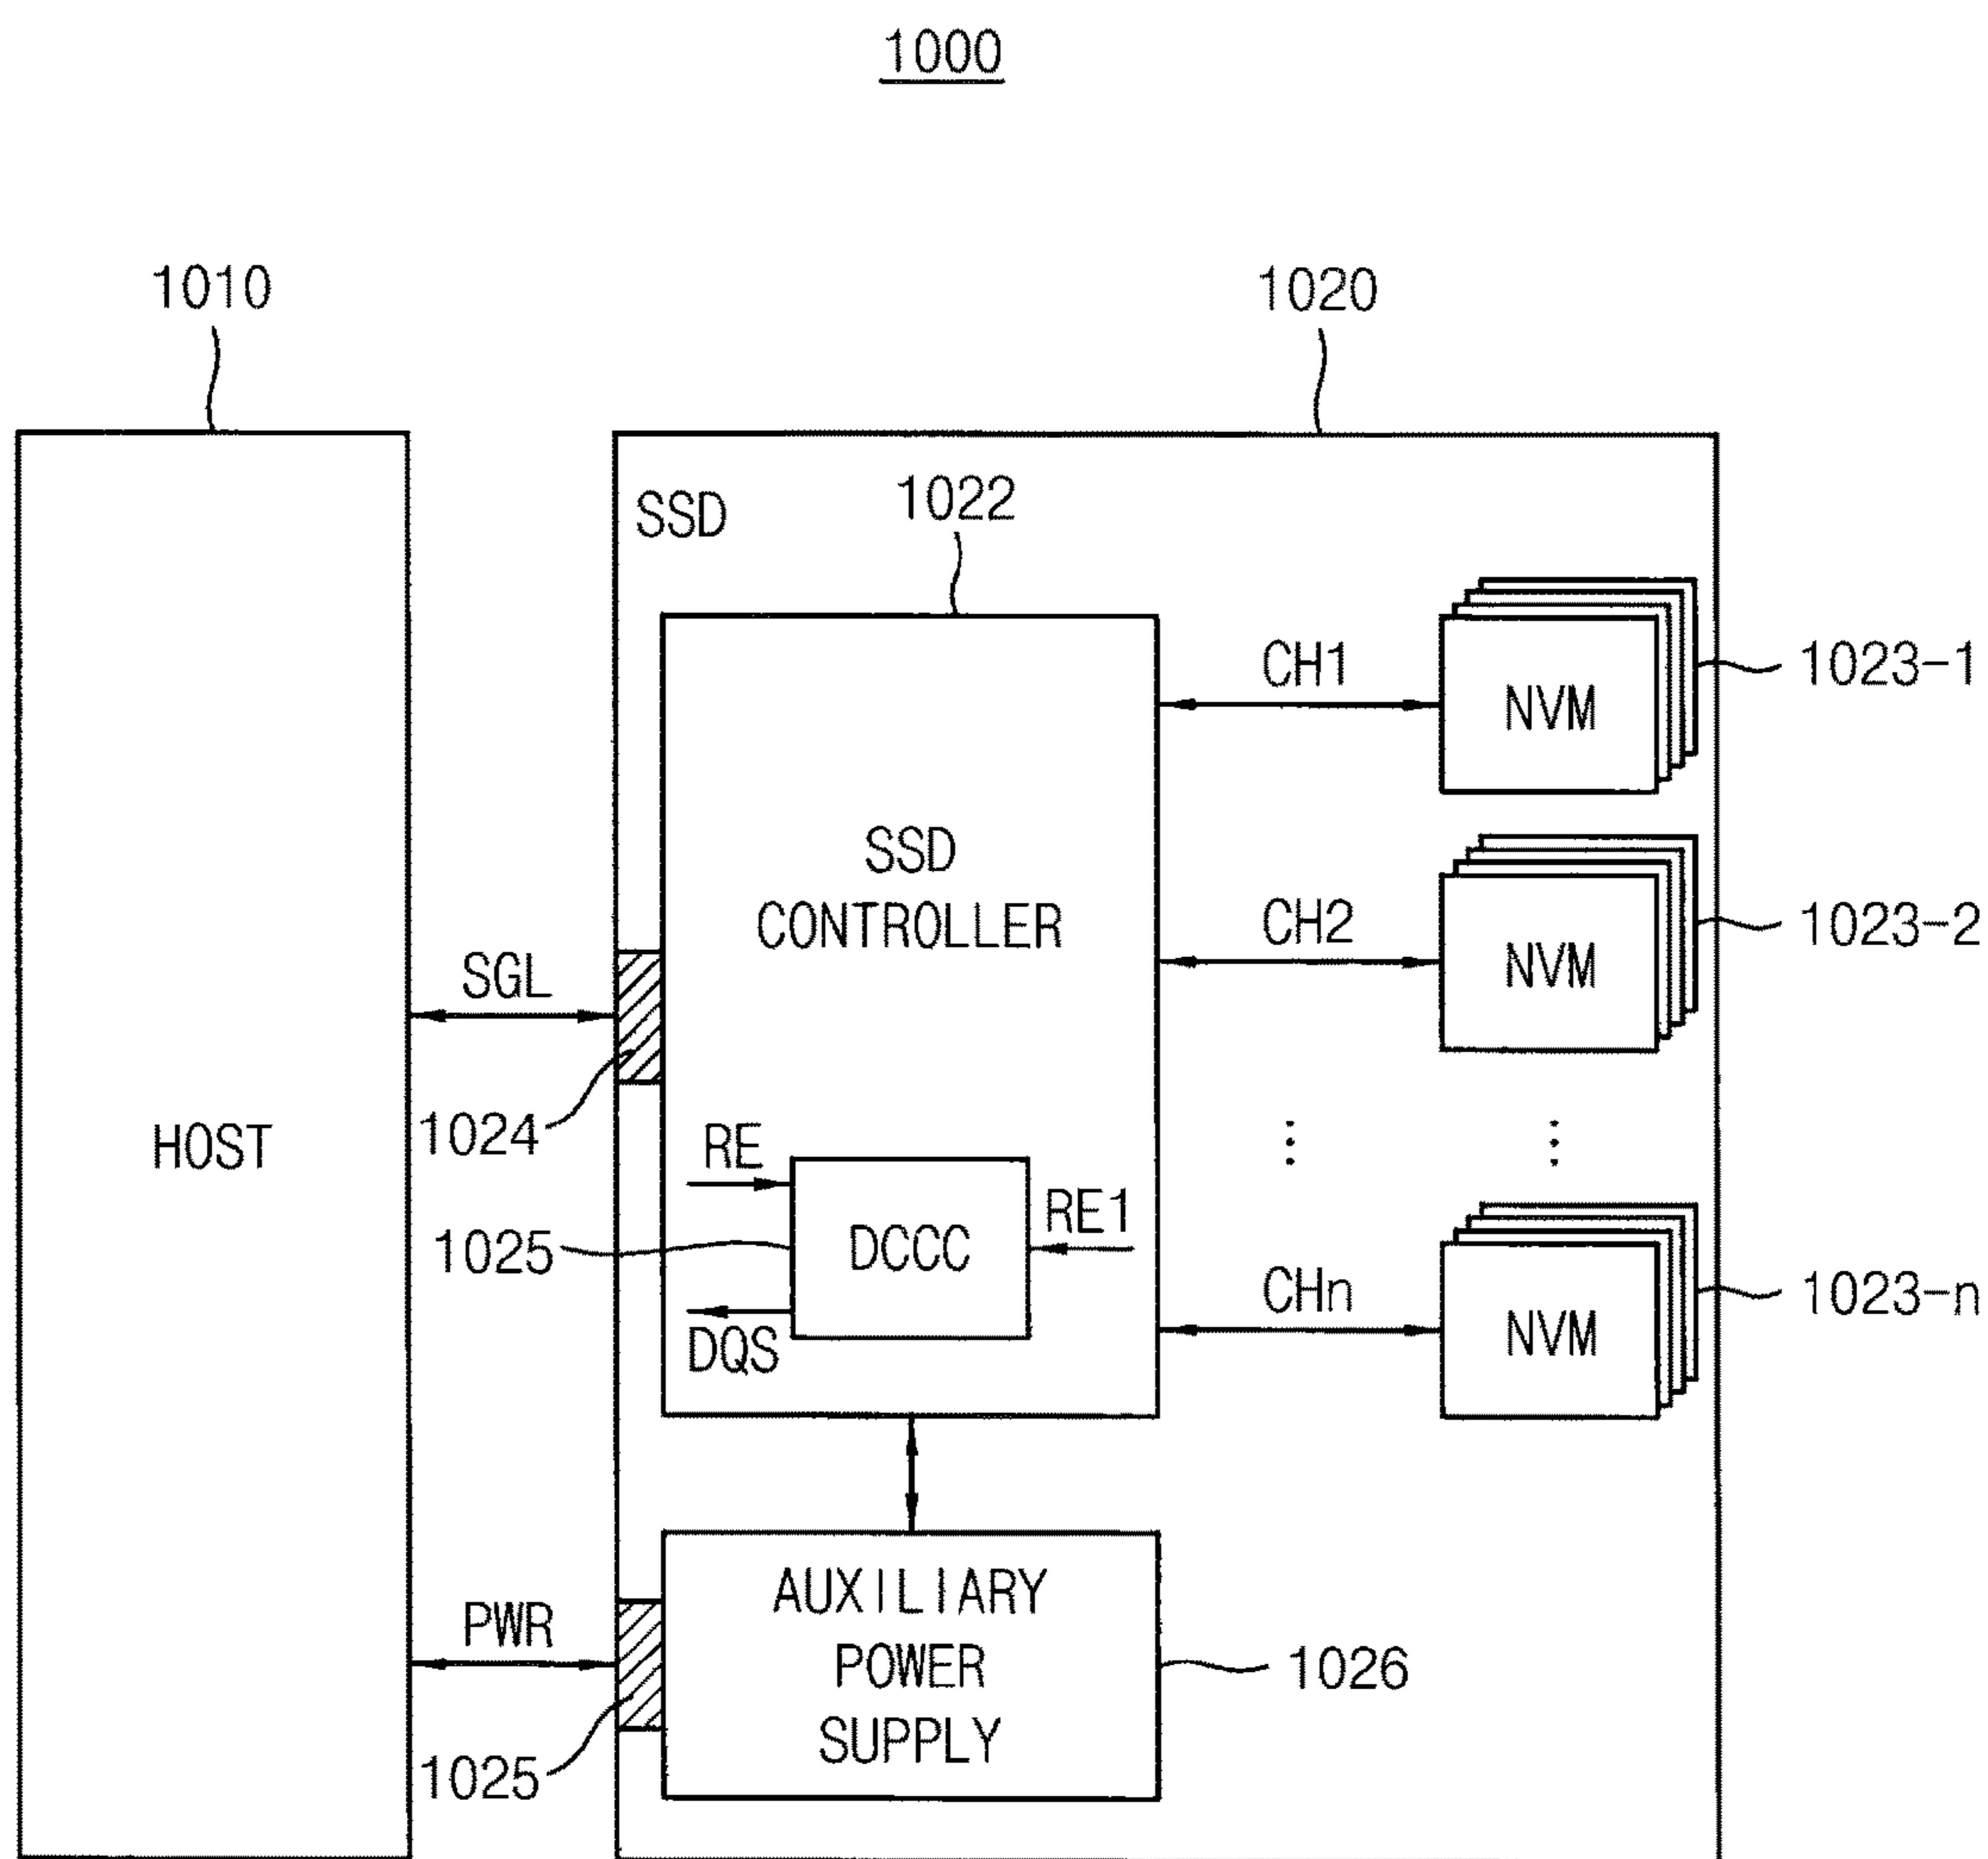 1000
1010
1020
SSD
1022
CH1
1023-1
NVM
SSD
CONTROLLER
CH2
1023-2
NVM
SGL
1024
HOST
RE
RE1
1025
DCCC
DQS
CHn
1023-n
NVM
AUXILIARY
POWER
SUPPLY
PWR
1026
1025